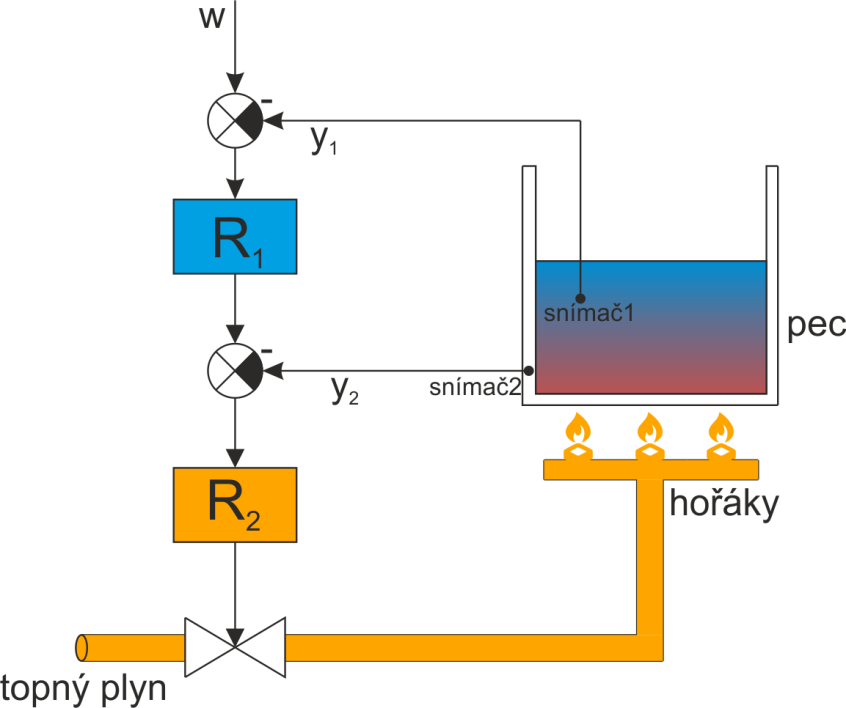 w
-
y₁
R₁
snímač1
pec
-
y₂
snímač2
R₂
hořáky
topný plyn